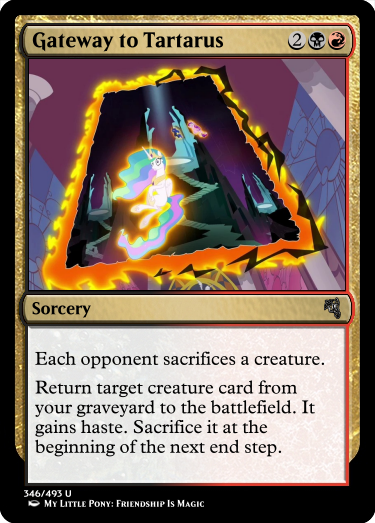 Gateway to Tartarus 2
Sorcery
Each opponent sacrifices a creature.
Return target creature card from
your graveyard to the battlefield. It
gains haste. Sacrifice it at the
beginning of the next end step.
346/493 U
My Little Pony: Friendship Is Magic